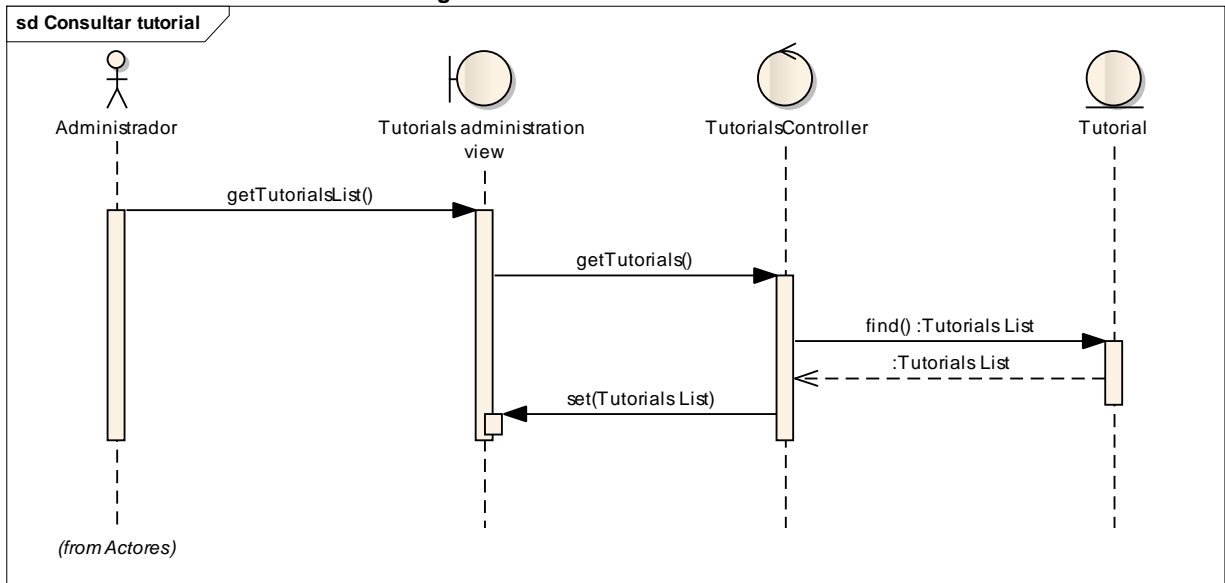 sd Consultar tutorial
Administrador
Tutorials administration
view
TutorialsController
Tutorial
getTutorialsList()
getTutorials()
find() :Tutorials List
:Tutorials List
set(Tutorials List)
(from Actores)